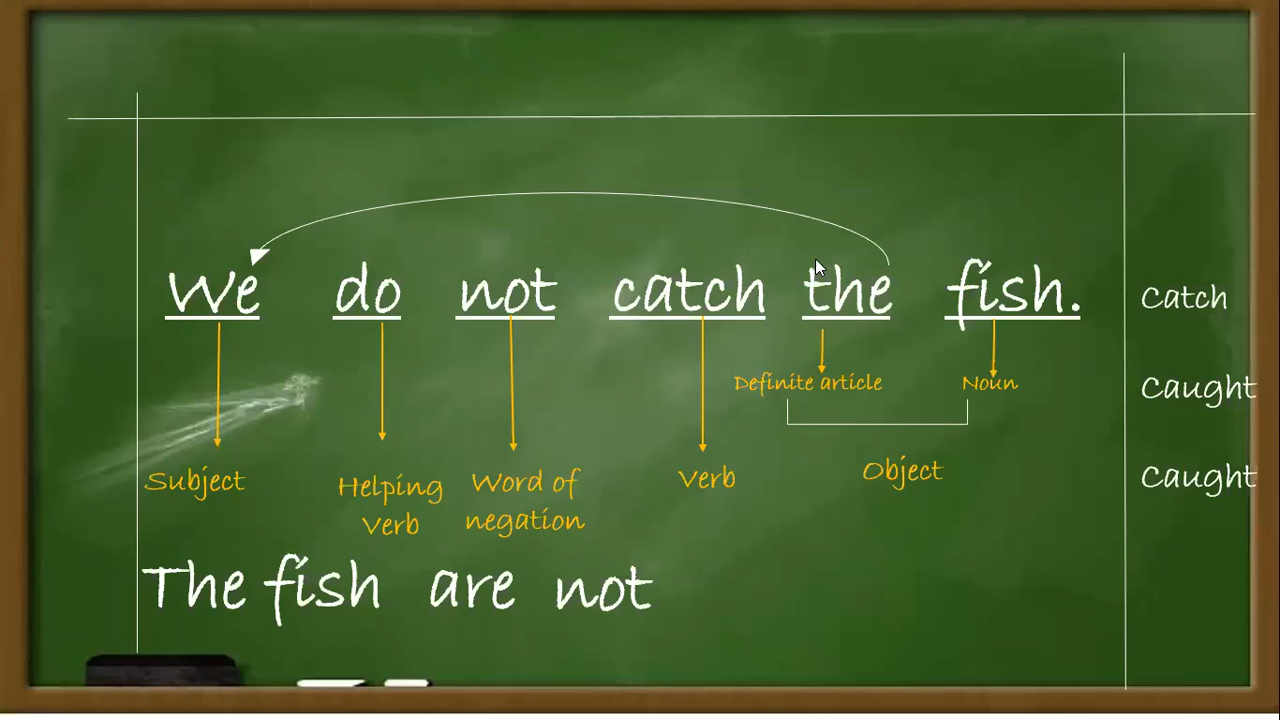 We do not catch the fish.
Catch
Definite article Noun
Caught
Subject Helping Verb Word of negation Verb Object
Caught
The fish are not